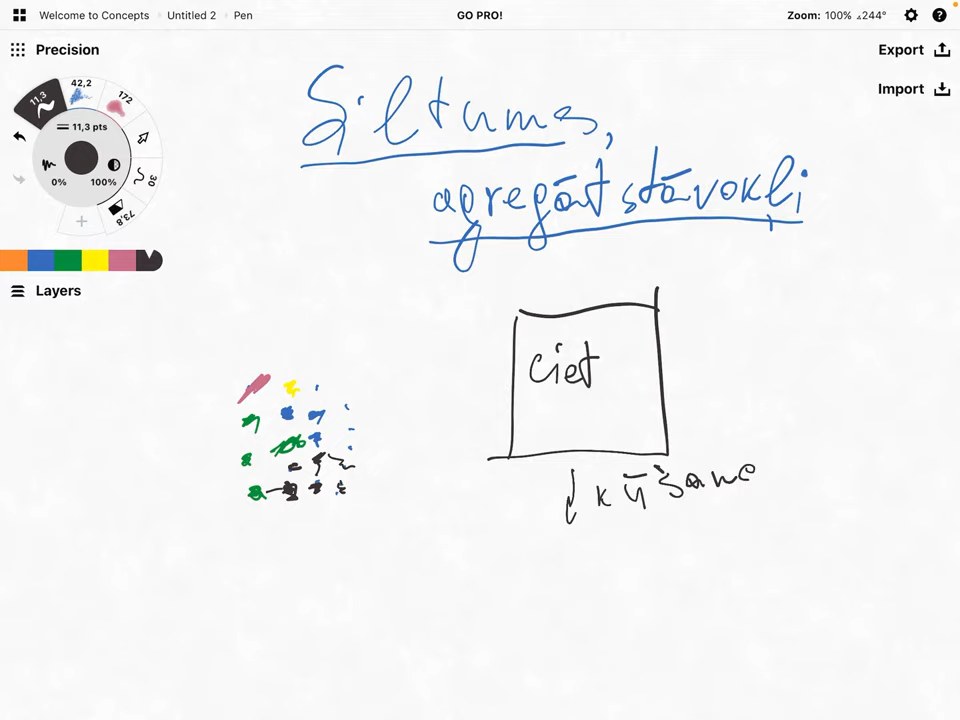 Welcome to Concepts
Untitled 2
Pen
GO PRO!
Zoom: 100% ⊿244°
Precision
Export
Import
42,2
172
11,3
11,3 pts
0%
100%
30
73,8
Layers
Siltums,
agregātstāvokļi
ciet
kūšane